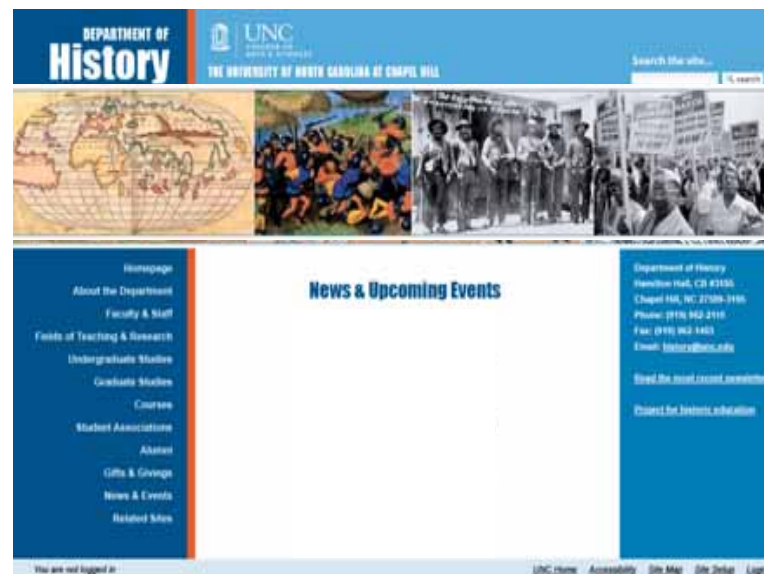 DEPARTMENT OF
History
UNC
COLLEGE OF
ARTS & SCIENCES
THE UNIVERSITY OF NORTH CAROLINA AT CHAPEL HILL
Search the site...
search
Homepage
About the Department
Faculty & Staff
Fields of Teaching & Research
Undergraduate Studies
Graduate Studies
Courses
Student Associations
Alumni
Gifts & Givings
News & Events
Related Sites
News & Upcoming Events
Department of History
Hamilton Hall, CB #3195
Chapel Hill, NC 27599-3195
Phone: (919) 962-2115
Fax: (919) 962-1403
Email: history@unc.edu
Read the most recent newsletter
Project for historic education
You are not logged in
UNC Home Accessibility Site Map Site Setup